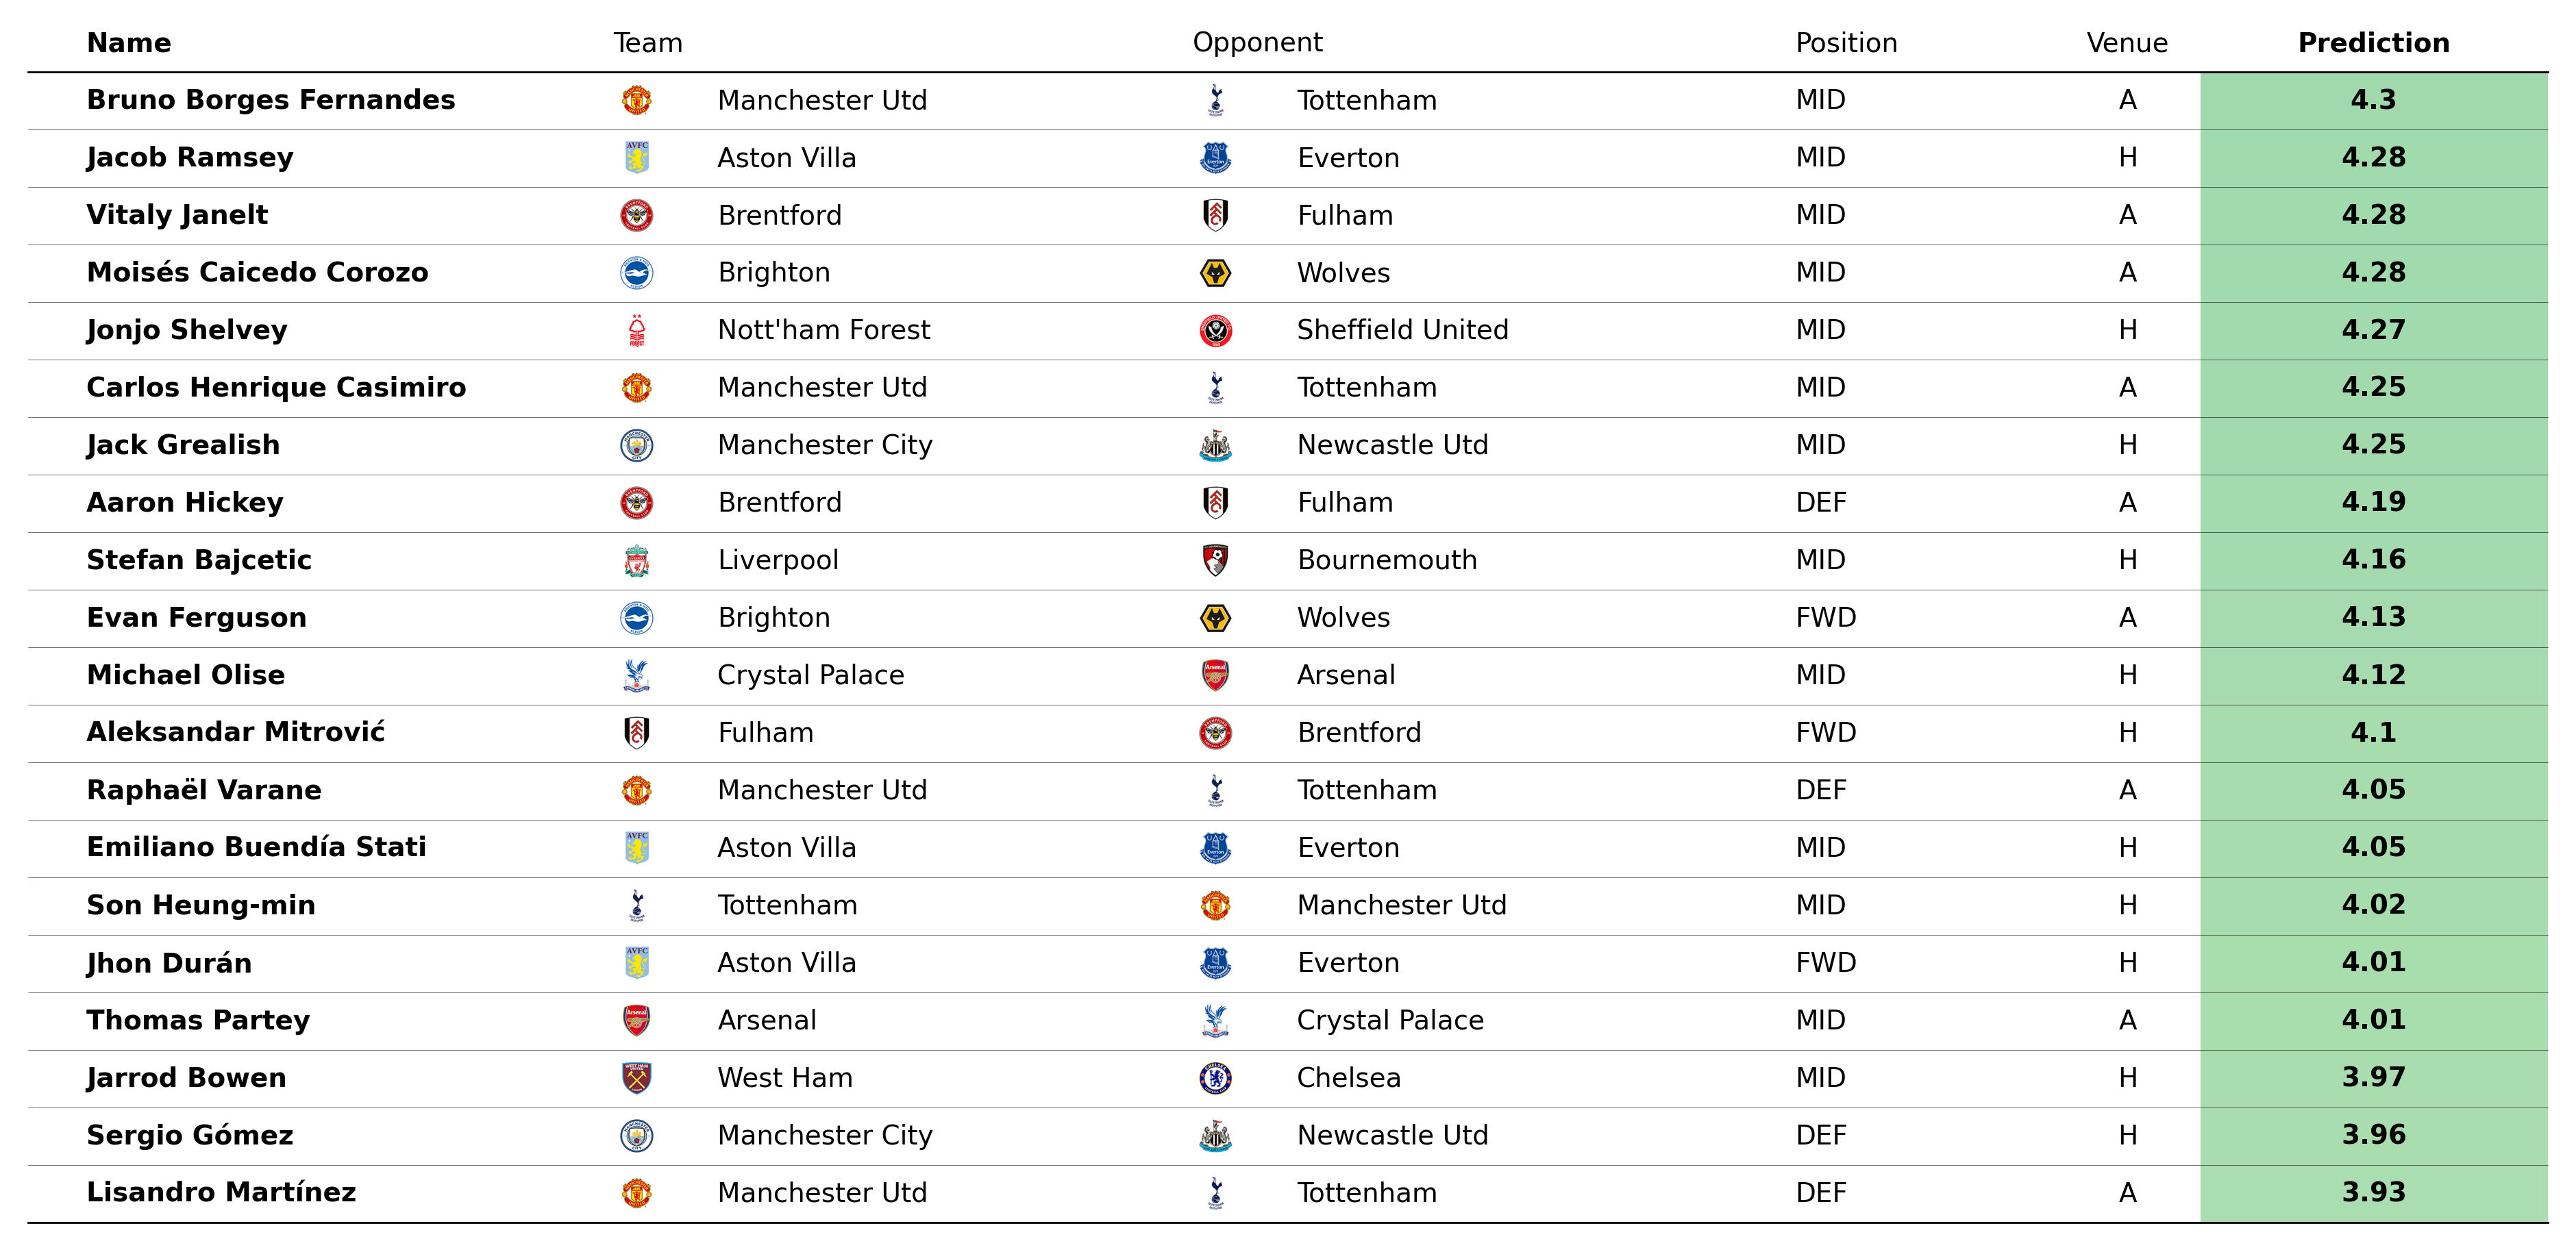 Name Team Opponent Position Venue Prediction
Bruno Borges Fernandes Manchester Utd Tottenham MID A 4.3
Jacob Ramsey Aston Villa Everton MID H 4.28
Vitaly Janelt Brentford Fulham MID A 4.28
Moisés Caicedo Corozo Brighton Wolves MID A 4.28
Jonjo Shelvey Nott'ham Forest Sheffield United MID H 4.27
Carlos Henrique Casimiro Manchester Utd Tottenham MID A 4.25
Jack Grealish Manchester City Newcastle Utd MID H 4.25
Aaron Hickey Brentford Fulham DEF A 4.19
Stefan Bajcetic Liverpool Bournemouth MID H 4.16
Evan Ferguson Brighton Wolves FWD A 4.13
Michael Olise Crystal Palace Arsenal MID H 4.12
Aleksandar Mitrović Fulham Brentford FWD H 4.1
Raphaël Varane Manchester Utd Tottenham DEF A 4.05
Emiliano Buendía Stati Aston Villa Everton MID H 4.05
Son Heung-min Tottenham Manchester Utd MID H 4.02
Jhon Durán Aston Villa Everton FWD H 4.01
Thomas Partey Arsenal Crystal Palace MID A 4.01
Jarrod Bowen West Ham Chelsea MID H 3.97
Sergio Gómez Manchester City Newcastle Utd DEF H 3.96
Lisandro Martínez Manchester Utd Tottenham DEF A 3.93